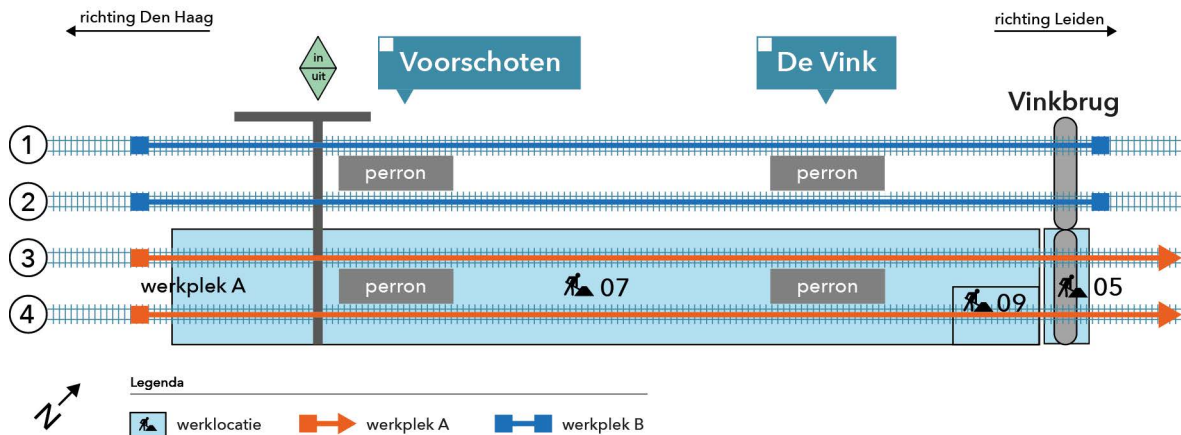 richting Den Haag
richting Leiden
in
uit
Voorschoten
De Vink
Vinkbrug
1
perron
perron
2
3
werkplek A
perron
07
perron
09
05
4
N
Legenda
werklocatie
werkplek A
werkplek B